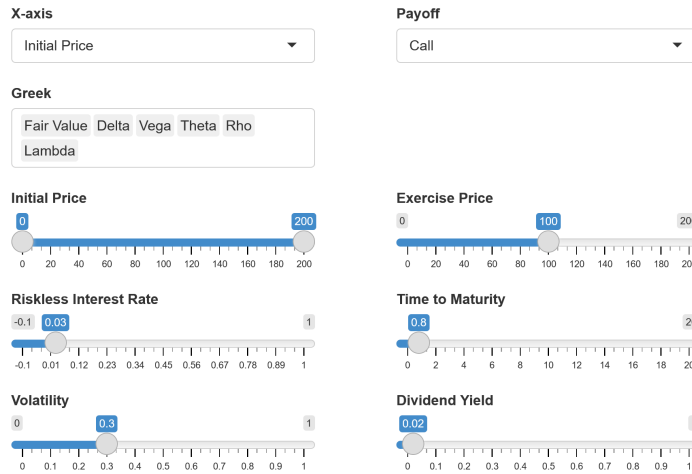 X-axis
Payoff
Initial Price
Call
Greek
Fair Value Delta Vega Theta Rho
Lambda
Initial Price
Exercise Price
0 200
0 100
0 20 40 60 80 100 120 140 160 180 200
0 20 40 60 80 100 120 140 160 180
Riskless Interest Rate
Time to Maturity
-0.1 0.03 1
0.8
-0.1 0.01 0.12 0.23 0.34 0.45 0.56 0.67 0.78 0.89 1
0 2 4 6 8 10 12 14 16 18
Volatility
Dividend Yield
0 0.3 1
0.02
0 0.1 0.2 0.3 0.4 0.5 0.6 0.7 0.8 0.9 1
0 0.1 0.2 0.3 0.4 0.5 0.6 0.7 0.8 0.9